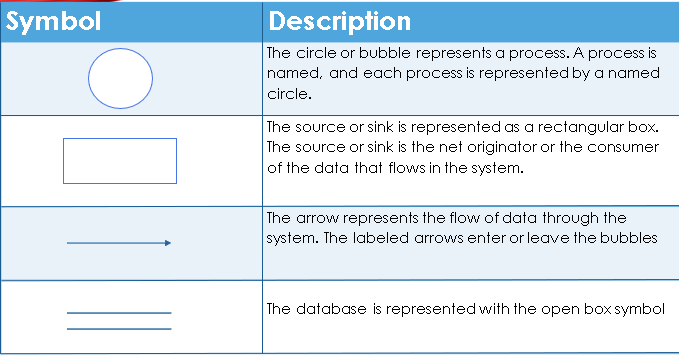 Symbol
Description
The circle or bubble represents a process. A process is
named, and each process is represented by a named
circle.
The source or sink is represented as a rectangular box.
The source or sink is the net originator or the consumer
of the data that flows in the system.
The arrow represents the flow of data through the
system. The labeled arrows enter or leave the bubbles
The database is represented with the open box symbol